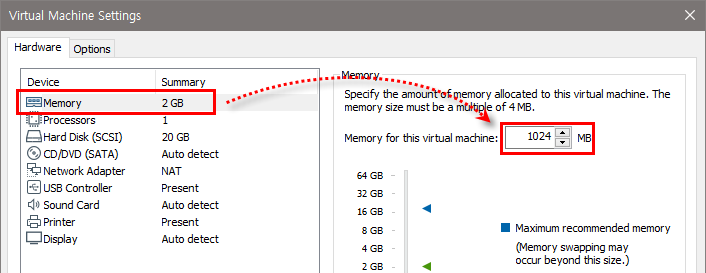 Virtual Machine Settings
Hardware
Options
Device Summary
Memory 2 GB
Processors 1
Hard Disk (SCSI) 20 GB
CD/DVD (SATA) Auto detect
Network Adapter NAT
USB Controller Present
Sound Card Auto detect
Printer Present
Display Auto detect
Memory
Specify the amount of memory allocated to this virtual machine. The
memory size must be a multiple of 4 MB.
Memory for this virtual machine: 1024 MB
64 GB
32 GB
16 GB
8 GB
4 GB
2 GB
Maximum recommended memory
(Memory swapping may
occur beyond this size.)